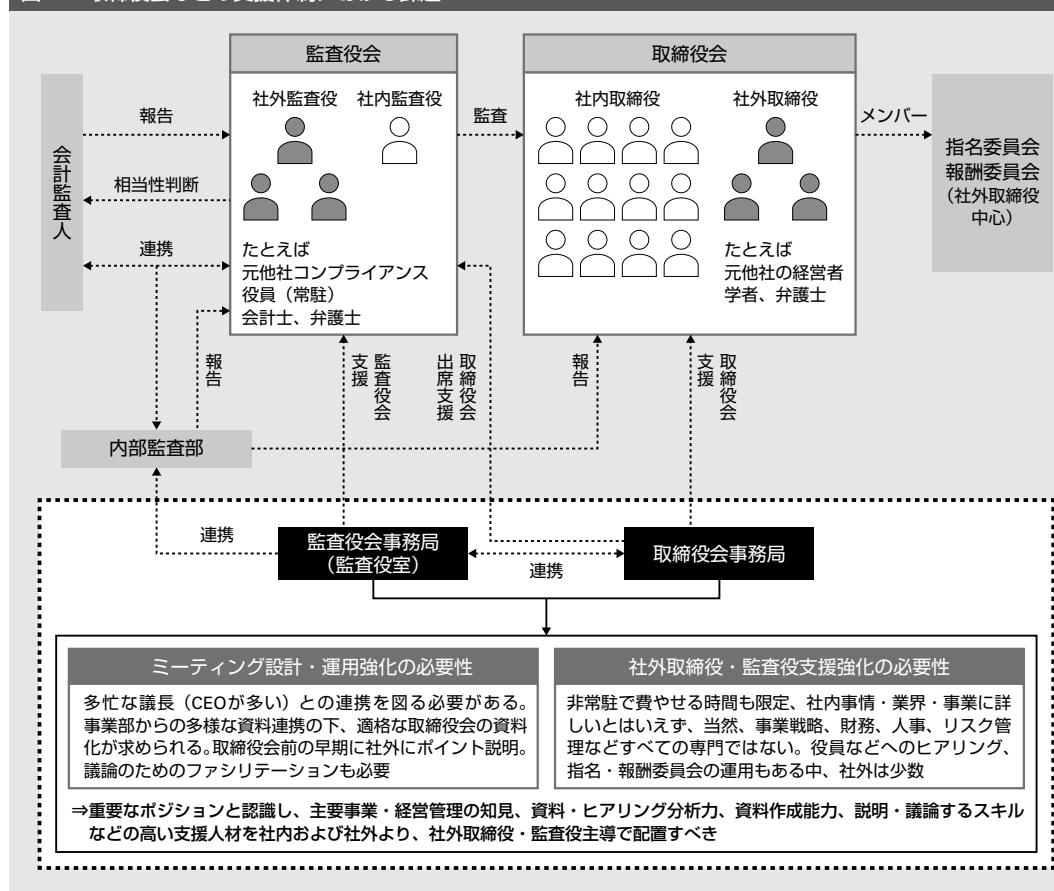 監査役会
取締役会
社外監査役 社内監査役
社内取締役
社外取締役
会計監査人
報告
相当性判断
連携
監査
メンバー
指名委員会
報酬委員会
（社外取締役
中心）
たとえば
元他社コンプライアンス
役員（常駐）
会計士、弁護士
たとえば
元他社の経営者
学者、弁護士
報告
監査役会
支援
取締役会
出席支援
報告
取締役会
支援
内部監査部
連携
監査役会事務局
（監査役室）
連携
取締役会事務局
ミーティング設計・運用強化の必要性
多忙な議長（CEOが多い）との連携を図る必要がある。
事業部からの多様な資料連携の下、適格な取締役会の資料
化が求められる。取締役会前の早期に社外にポイント説明。
議論のためのファシリテーションも必要
社外取締役・監査役支援強化の必要性
非常駐で費やせる時間も限定、社内事情・業界・事業に詳
しいとはいえず、当然、事業戦略、財務、人事、リスク管
理などすべての専門ではない。役員などへのヒアリング、
指名・報酬委員会の運用もある中、社外は少数
⇒重要なポジションと認識し、主要事業・経営管理の知見、資料・ヒアリング分析力、資料作成能力、説明・議論するスキル
などの高い支援人材を社内および社外より、社外取締役・監査役主導で配置すべき